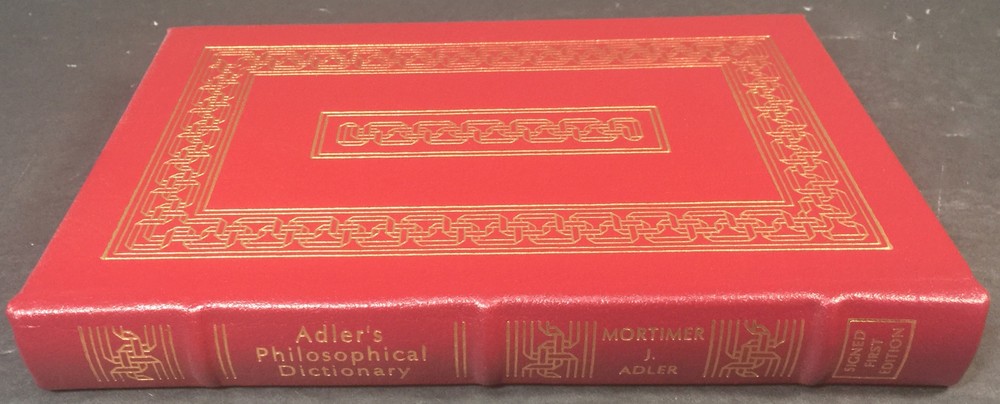 Adler's
Philosophical
Dictionary
MORTIMER
J.
ADLER
SIGNED
FIRST
EDITION